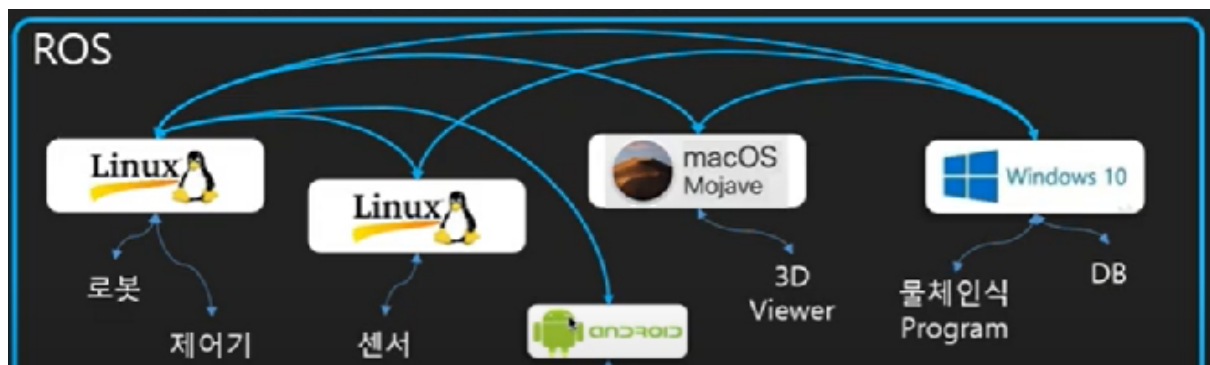 ROS
Linux
Linux
macOS
Mojave
Windows 10
로봇
제어기
센서
android
3D
Viewer
물체인식
Program
DB